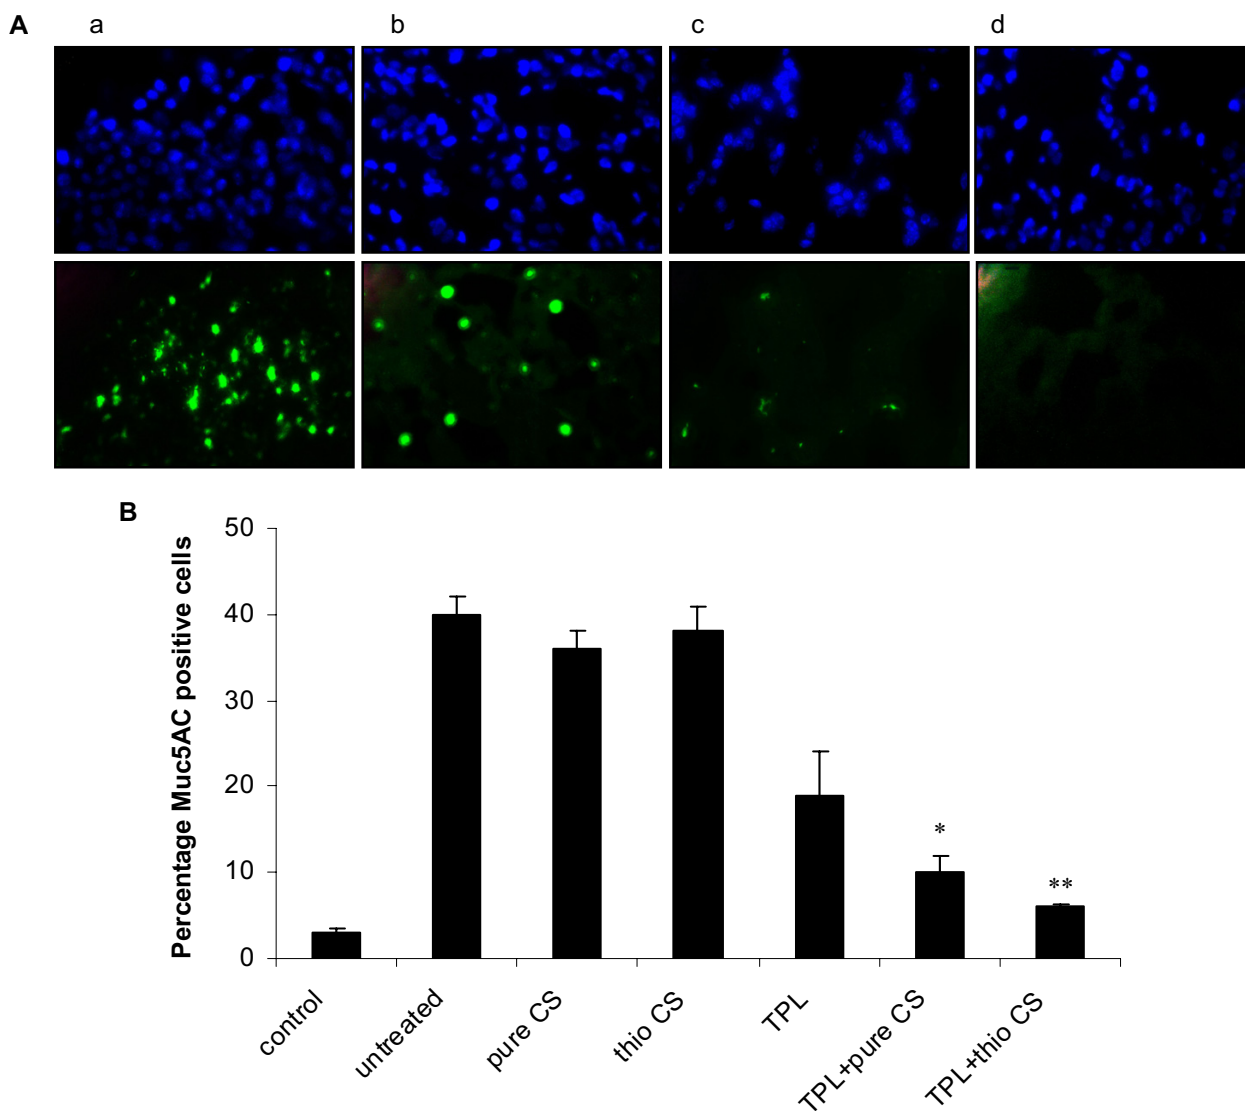 A
a b c d
B
Percentage Muc5AC positive cells
50
40
30
20
10
0
*
**
control
untreated
pure CS
thio CS
TPL
TPL+pure CS
TPL+thio CS